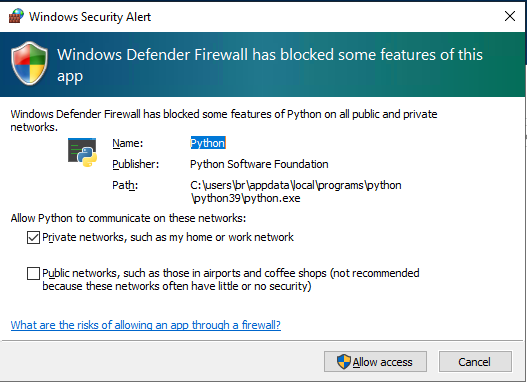 Windows Security Alert
Windows Defender Firewall has blocked some features of this
app
Windows Defender Firewall has blocked some features of Python on all public and private
networks.
Name: Python
Publisher: Python Software Foundation
Path: C:\users\br\appdata\local\programs\python
\python39\python.exe
Allow Python to communicate on these networks:
Private networks, such as my home or work network
Public networks, such as those in airports and coffee shops (not recommended
because these networks often have little or no security)
What are the risks of allowing an app through a firewall?
Allow access Cancel